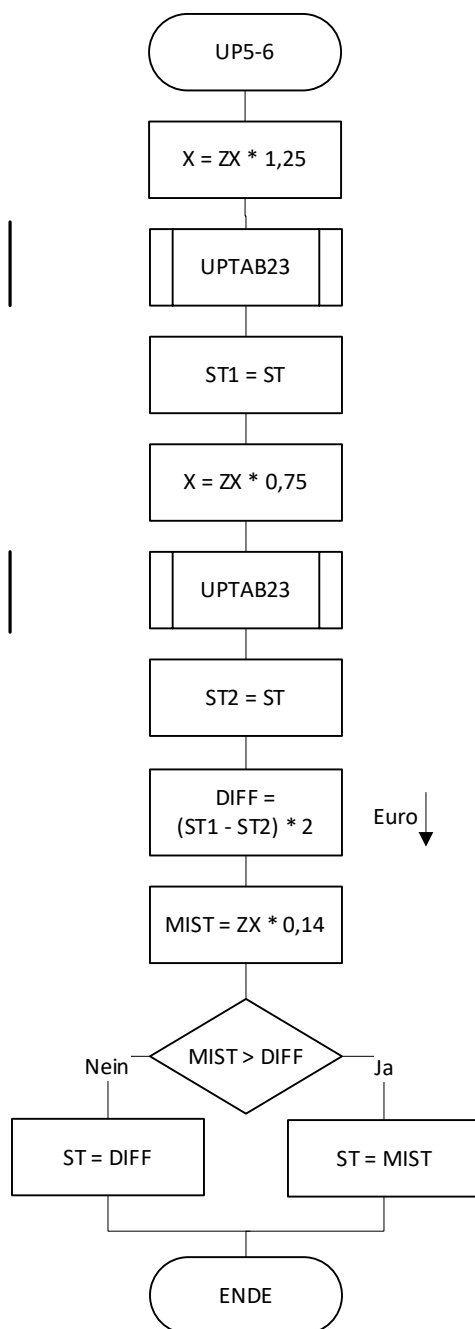 UP5-6
X = ZX * 1,25
UPTAB23
ST1 = ST
X = ZX * 0,75
UPTAB23
ST2 = ST
DIFF =
(ST1 - ST2) * 2
Euro
MIST = ZX * 0,14
MIST > DIFF
Nein
Ja
ST = DIFF
ST = MIST
ENDE